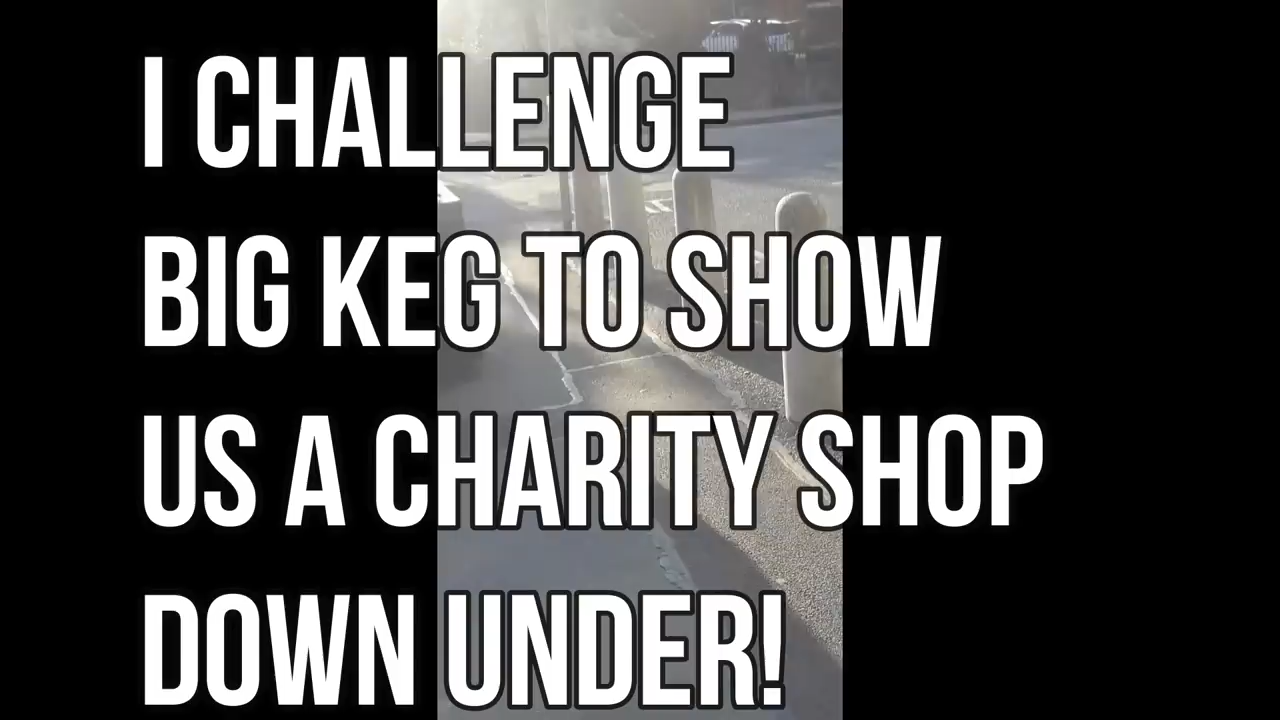 I CHALLENGE
BIG KEG TO SHOW
US A CHARITY SHOP
DOWN UNDER!